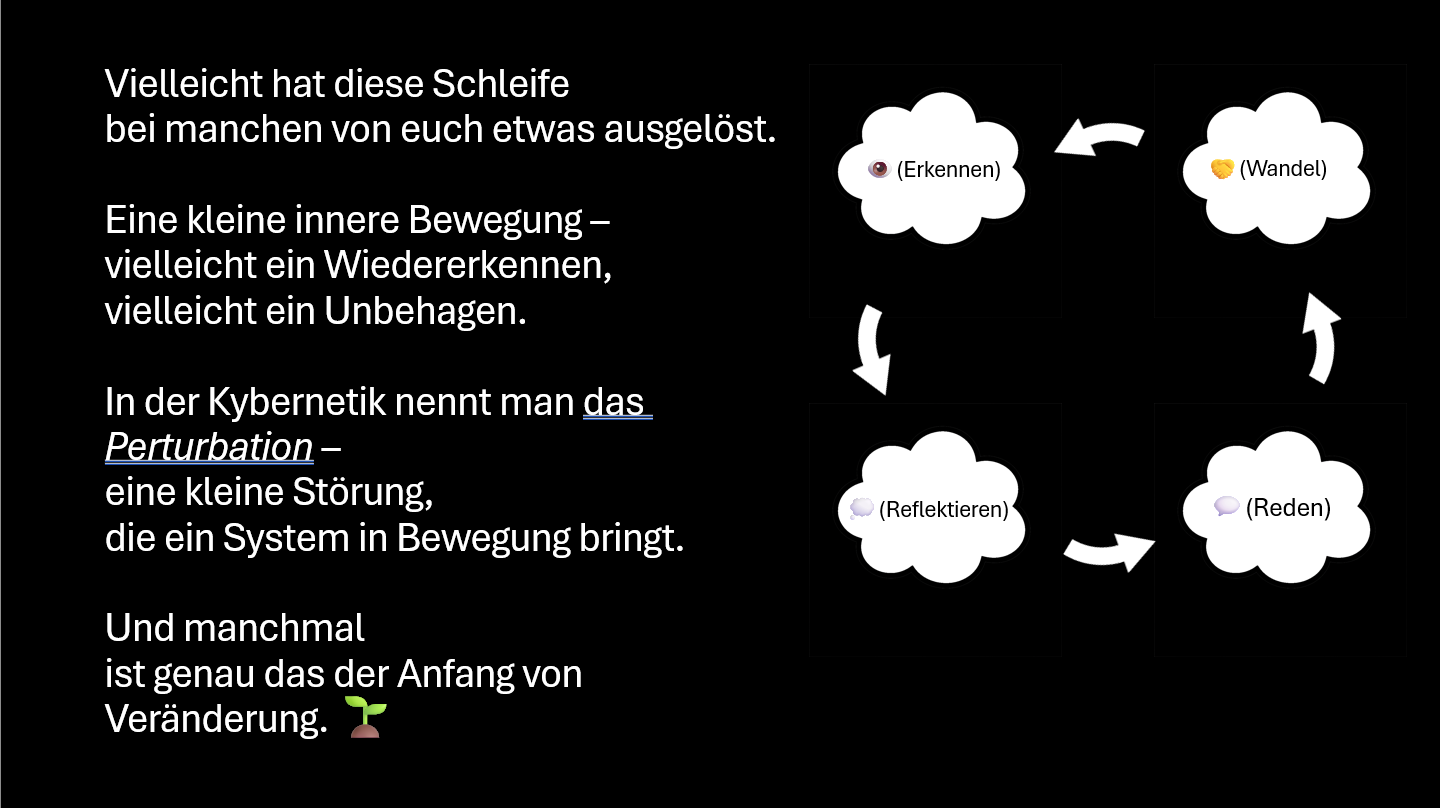 Vielleicht hat diese Schleife
bei manchen von euch etwas ausgelöst.
Eine kleine innere Bewegung –
vielleicht ein Wiedererkennen,
vielleicht ein Unbehagen.
In der Kybernetik nennt man das
Perturbation –
eine kleine Störung,
die ein System in Bewegung bringt.
Und manchmal
ist genau das der Anfang von
Veränderung. 🌱
👁️ (Erkennen)
🤝 (Wandel)
💭 (Reflektieren)
💬 (Reden)